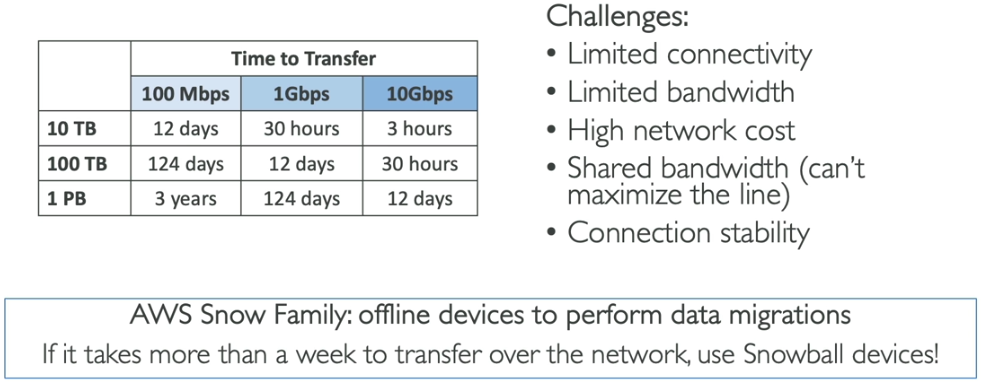 Time to Transfer
100 Mbps 1Gbps 10Gbps
10 TB 12 days 30 hours 3 hours
100 TB 124 days 12 days 30 hours
1 PB 3 years 124 days 12 days
Challenges:
• Limited connectivity
• Limited bandwidth
• High network cost
• Shared bandwidth (can't
maximize the line)
• Connection stability
AWS Snow Family: offline devices to perform data migrations
If it takes more than a week to transfer over the network, use Snowball devices!